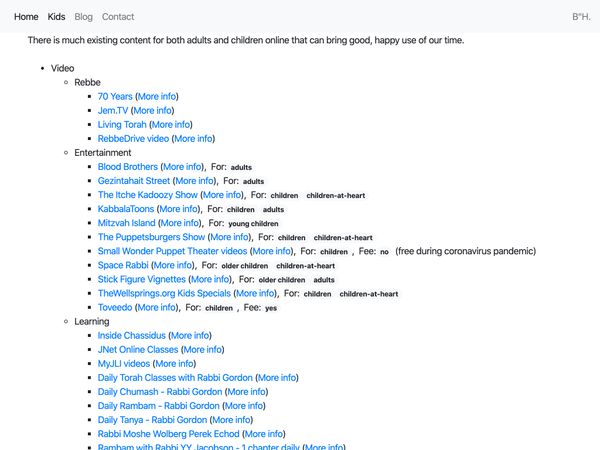 Home Kids Blog Contact B"H.
There is much existing content for both adults and children online that can bring good, happy use of our time.
Video
Rebbe
70 Years (More info)
Jem.TV (More info)
Living Torah (More info)
RebbeDrive video (More info)
Entertainment
Blood Brothers (More info), For: adults
Gezintahait Street (More info), For: adults
The Itche Kadoozy Show (More info), For: children children-at-heart
KabbalaToons (More info), For: children adults
Mitzvah Island (More info), For: young children
The Puppetsburgers Show (More info), For: children children-at-heart
Small Wonder Puppet Theater videos (More info), For: children , Fee: no (free during coronavirus pandemic)
Space Rabbi (More info), For: older children children-at-heart
Stick Figure Vignettes (More info), For: older children adults
TheWellsprings.org Kids Specials (More info), For: children children-at-heart
Toveedo (More info), For: children , Fee: yes
Learning
Inside Chassidus (More info)
JNet Online Classes (More info)
MyJLI videos (More info)
Daily Torah Classes with Rabbi Gordon (More info)
Daily Chumash - Rabbi Gordon (More info)
Daily Rambam - Rabbi Gordon (More info)
Daily Tanya - Rabbi Gordon (More info)
Rabbi Moshe Wolberg Perek Echod (More info)
Rambam with Rabbi YY Jacobson - 1 chapter daily (More info)